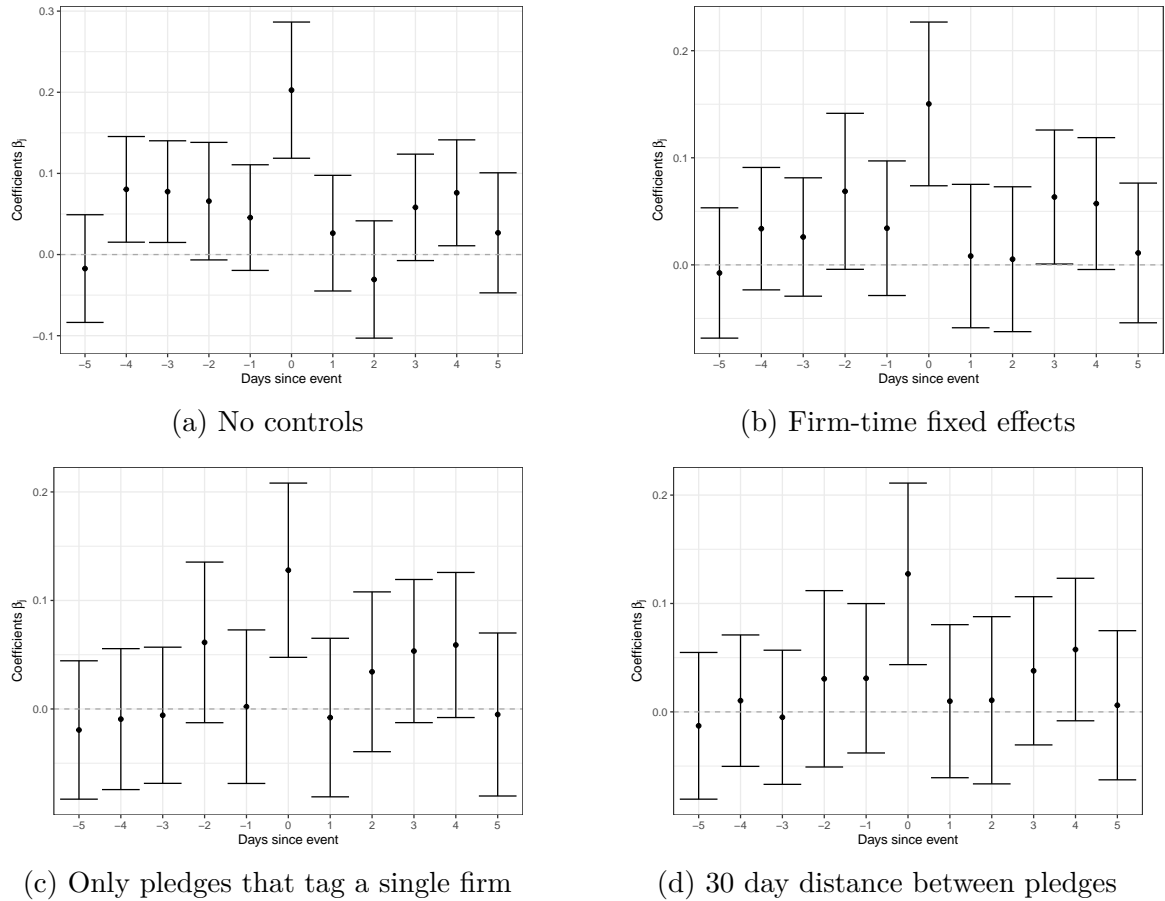 0.3
0.2
0.1
0.0
−0.1
Coefficients βj
−5 −4 −3 −2 −1 0 1 2 3 4 5
Days since event
(a) No controls
0.2
0.1
0.0
Coefficients βj
−5 −4 −3 −2 −1 0 1 2 3 4 5
Days since event
(b) Firm-time fixed effects
0.2
0.1
0.0
Coefficients βj
−5 −4 −3 −2 −1 0 1 2 3 4 5
Days since event
(c) Only pledges that tag a single firm
0.2
0.1
0.0
Coefficients βj
−5 −4 −3 −2 −1 0 1 2 3 4 5
Days since event
(d) 30 day distance between pledges